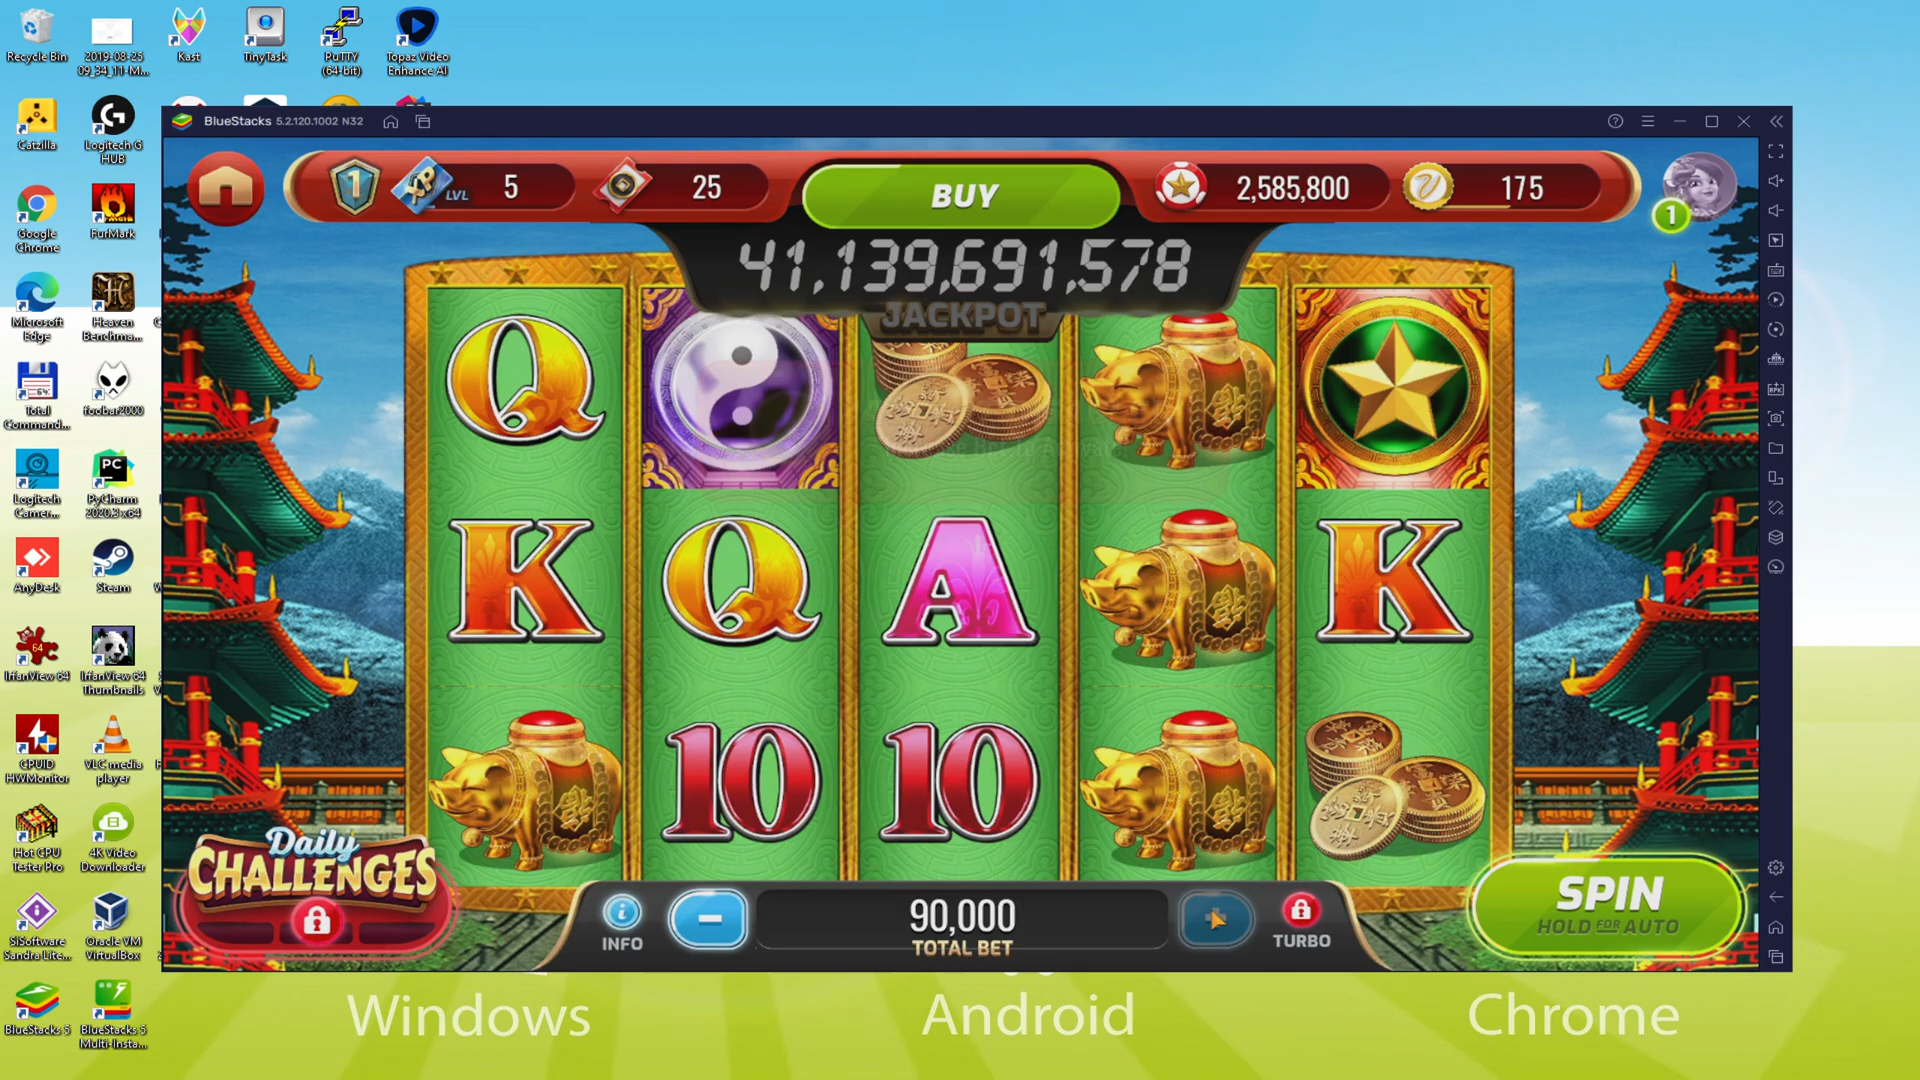 Recycle Bin
2019-08-25
09_34_11-M...
Kast
TinyTask
PuTTY
(64-bit)
Topaz Video
Enhance AI
Catzilla
Logitech G
HUB
Google
Chrome
FurMark
Microsoft
Edge
Heaven
Benchma...
Total
Command...
foobar2000
Logitech
Camer...
PC
PyCharm
2020.3 x64
AnyDesk
Steam
64
IrfanView 64
IrfanView 64
Thumbnails
CPUID
HWMonitor
VLC media
player
Hot CPU
Tester Pro
4K Video
Downloader
SiSoftware
Sandra Lite...
Oracle VM
VirtualBox
BlueStacks 5
BlueStacks 5
Multi-Insta...
BlueStacks 5.2.120.1002 N32
1
XP
LVL
5
25
BUY
2,585,800
175
1
41,139,691,578
JACKPOT
Q
K Q A K
10 10
Daily
CHALLENGES
INFO
90,000
TOTAL BET
TURBO
SPIN
HOLD FOR AUTO
Windows
Android
Chrome